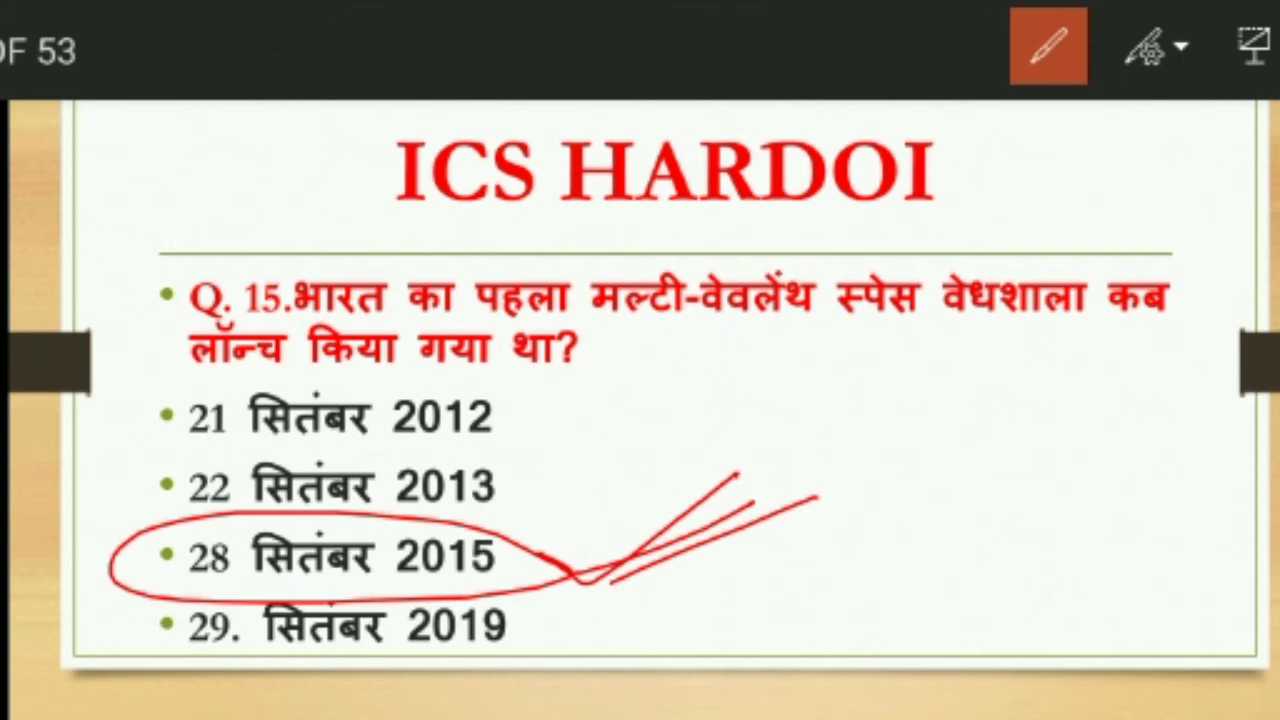 OF 53
ICS HARDOI
• Q. 15.भारत का पहला मल्टी-वेवलेंथ स्पेस वेधशाला कब
लॉन्च किया गया था?
• 21 सितंबर 2012
• 22 सितंबर 2013
• 28 सितंबर 2015
• 29. सितंबर 2019